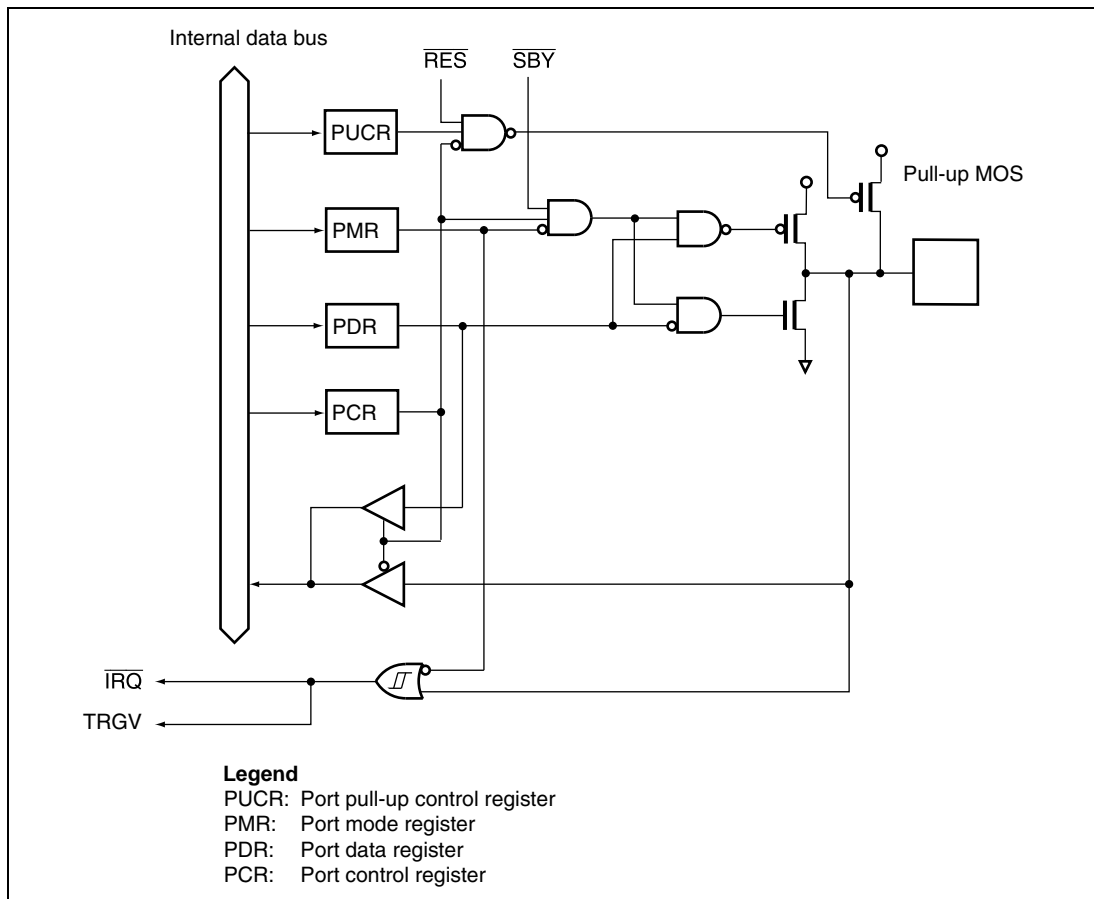 Internal data bus
RES
SBY
PUCR
Pull-up MOS
PMR
PDR
PCR
IRQ
TRGV
Legend
PUCR: Port pull-up control register
PMR: Port mode register
PDR: Port data register
PCR: Port control register